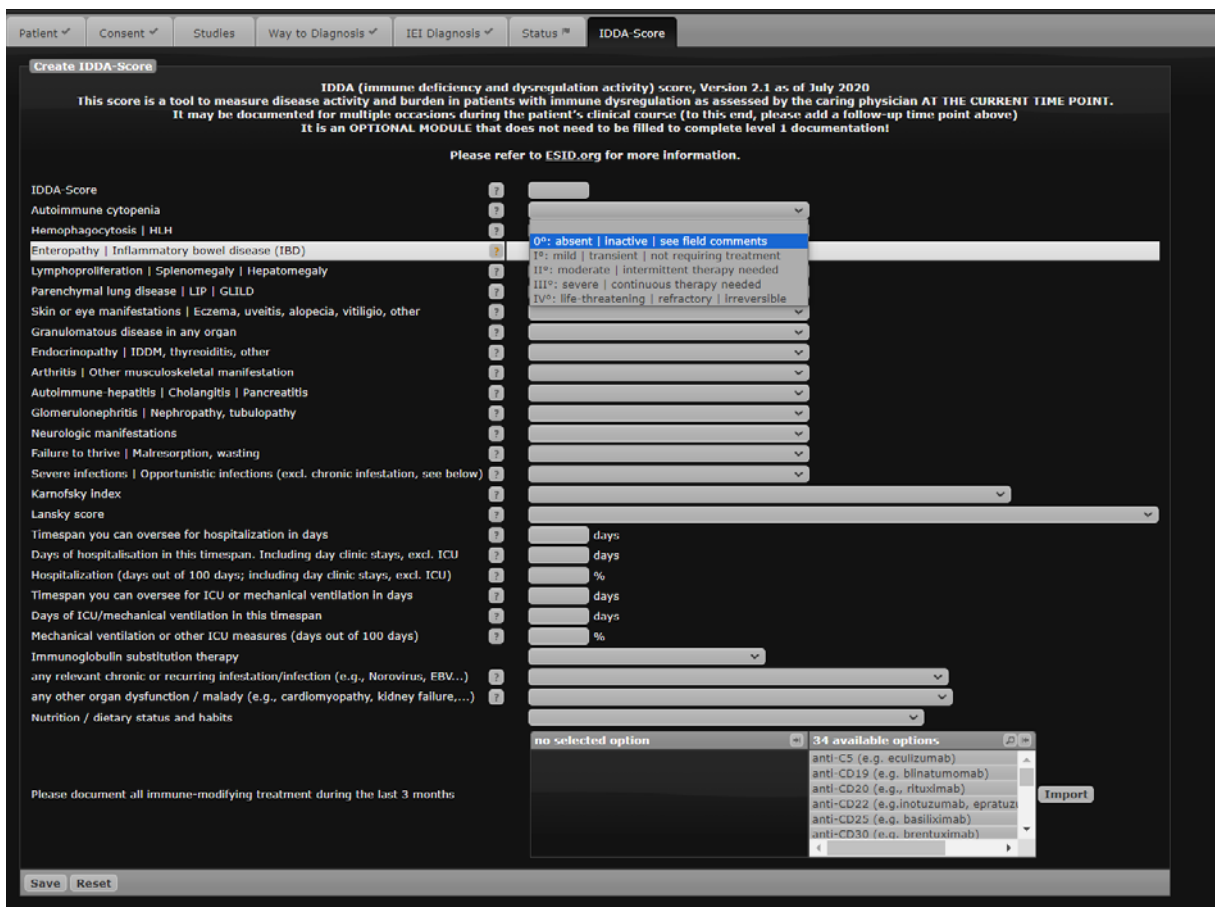 Patient ✓ Consent ✓ Studies Way to Diagnosis ✓ IEI Diagnosis ✓ Status IDDA-Score
Create IDDA-Score
IDDA (immune deficiency and dysregulation activity) score, Version 2.1 as of July 2020
This score is a tool to measure disease activity and burden in patients with immune dysregulation as assessed by the caring physician AT THE CURRENT TIME POINT.
It may be documented for multiple occasions during the patient's clinical course (to this end, please add a follow-up time point above)
It is an OPTIONAL MODULE that does not need to be filled to complete level 1 documentation!
Please refer to ESID.org for more information.
IDDA-Score ?
Autoimmune cytopenia ?
Hemophagocytosis | HLH ?
0°: absent | inactive | see field comments
Enteropathy | Inflammatory bowel disease (IBD) ?
I°: mild | transient | not requiring treatment
Lymphoproliferation | Splenomegaly | Hepatomegaly ?
II°: moderate | intermittent therapy needed
III°: severe | continuous therapy needed
Parenchymal lung disease | LIP | GLILD ?
IV°: life-threatening | refractory | irreversible
Skin or eye manifestations | Eczema, uveitis, alopecia, vitiligio, other ?
Granulomatous disease in any organ ?
Endocrinopathy | IDDM, thyreoiditis, other ?
Arthritis | Other musculoskeletal manifestation ?
Autoimmune-hepatitis | Cholangitis | Pancreatitis ?
Glomerulonephritis | Nephropathy, tubulopathy ?
Neurologic manifestations ?
Failure to thrive | Malresorption, wasting ?
Severe infections | Opportunistic infections (excl. chronic infestation, see below) ?
Karnofsky index ?
Lansky score ?
Timespan you can oversee for hospitalization in days ? days
Days of hospitalisation in this timespan. Including day clinic stays, excl. ICU ? days
Hospitalization (days out of 100 days; including day clinic stays, excl. ICU) ? %
Timespan you can oversee for ICU or mechanical ventilation in days ? days
Days of ICU/mechanical ventilation in this timespan ? days
Mechanical ventilation or other ICU measures (days out of 100 days) ? %
Immunoglobulin substitution therapy
any relevant chronic or recurring infestation/infection (e.g., Norovirus, EBV...) ?
any other organ dysfunction / malady (e.g., cardiomyopathy, kidney failure,...) ?
Nutrition / dietary status and habits
no selected option 34 available options
anti-C5 (e.g. eculizumab)
anti-CD19 (e.g. blinatumomab)
anti-CD20 (e.g., rituximab)
Please document all immune-modifying treatment during the last 3 months Import
anti-CD22 (e.g.inotuzumab, epratuzu
anti-CD25 (e.g. basiliximab)
anti-CD30 (e.g. brentuximab)
Save Reset